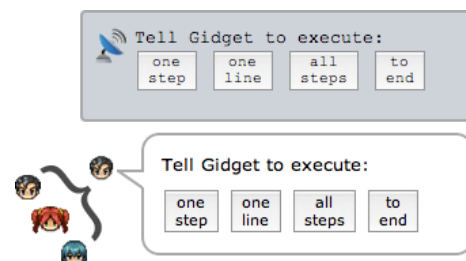 Tell Gidget to execute:
one step
one line
all steps
to end
Tell Gidget to execute:
one step
one line
all steps
to end